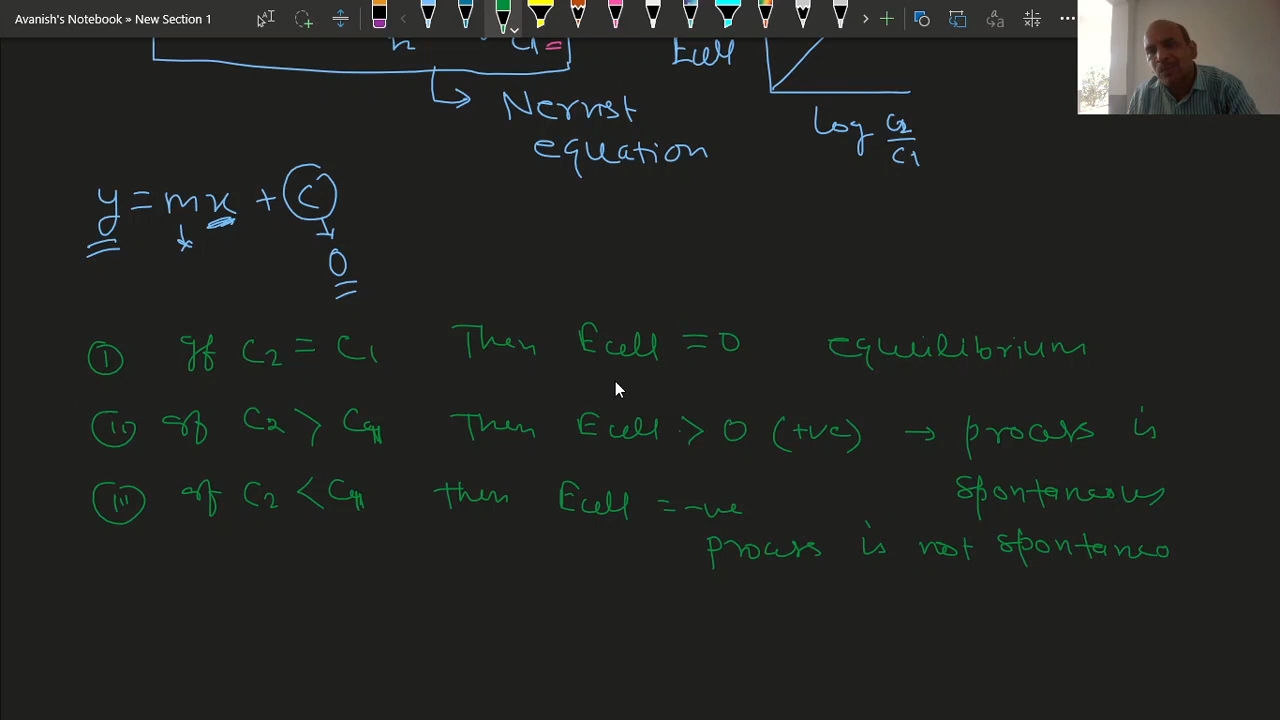 Avanish's Notebook » New Section 1
n C1 =
Ecell
log C2/C1
Nernst
equation
y = mx + C
0
① If C2 = C1 Then Ecell = 0 equilibrium
(ii) If C2 > C1 Then Ecell > 0 (+ve) → process is
spontaneous
(iii) If C2 < C1 then Ecell = -ve
process is not spontaneo